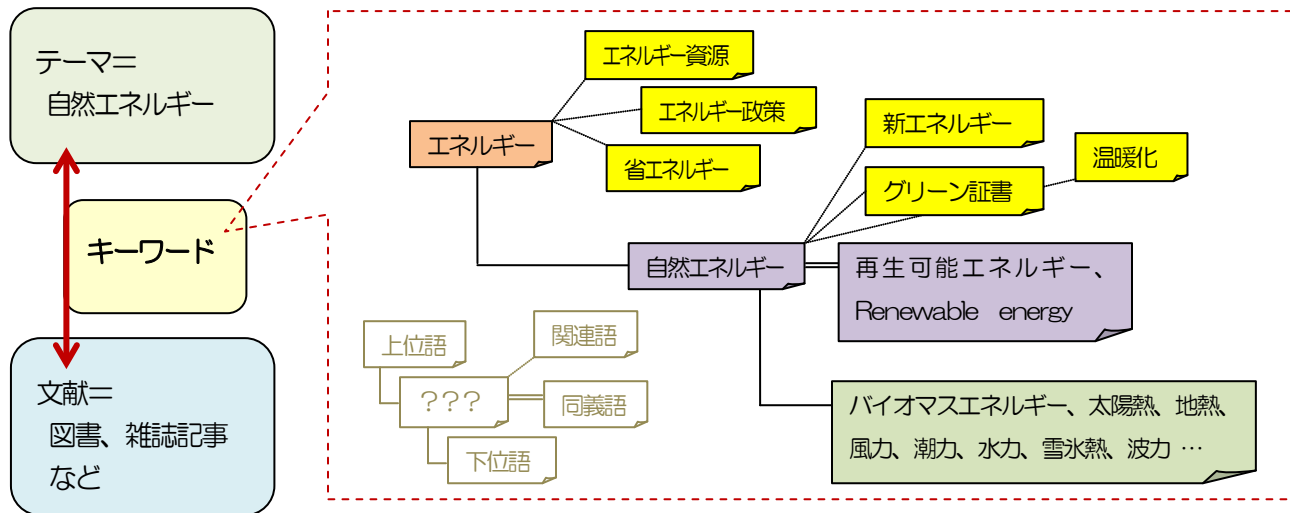 テーマ＝
自然エネルギー
キーワード
文献＝
図書、雑誌記事
など
エネルギー資源
エネルギー政策
省エネルギー
エネルギー
新エネルギー
グリーン証書
温暖化
自然エネルギー
再生可能エネルギー、
Renewable energy
上位語
関連語
？？？
同義語
下位語
バイオマスエネルギー、太陽熱、地熱、
風力、潮力、水力、雪氷熱、波力 …